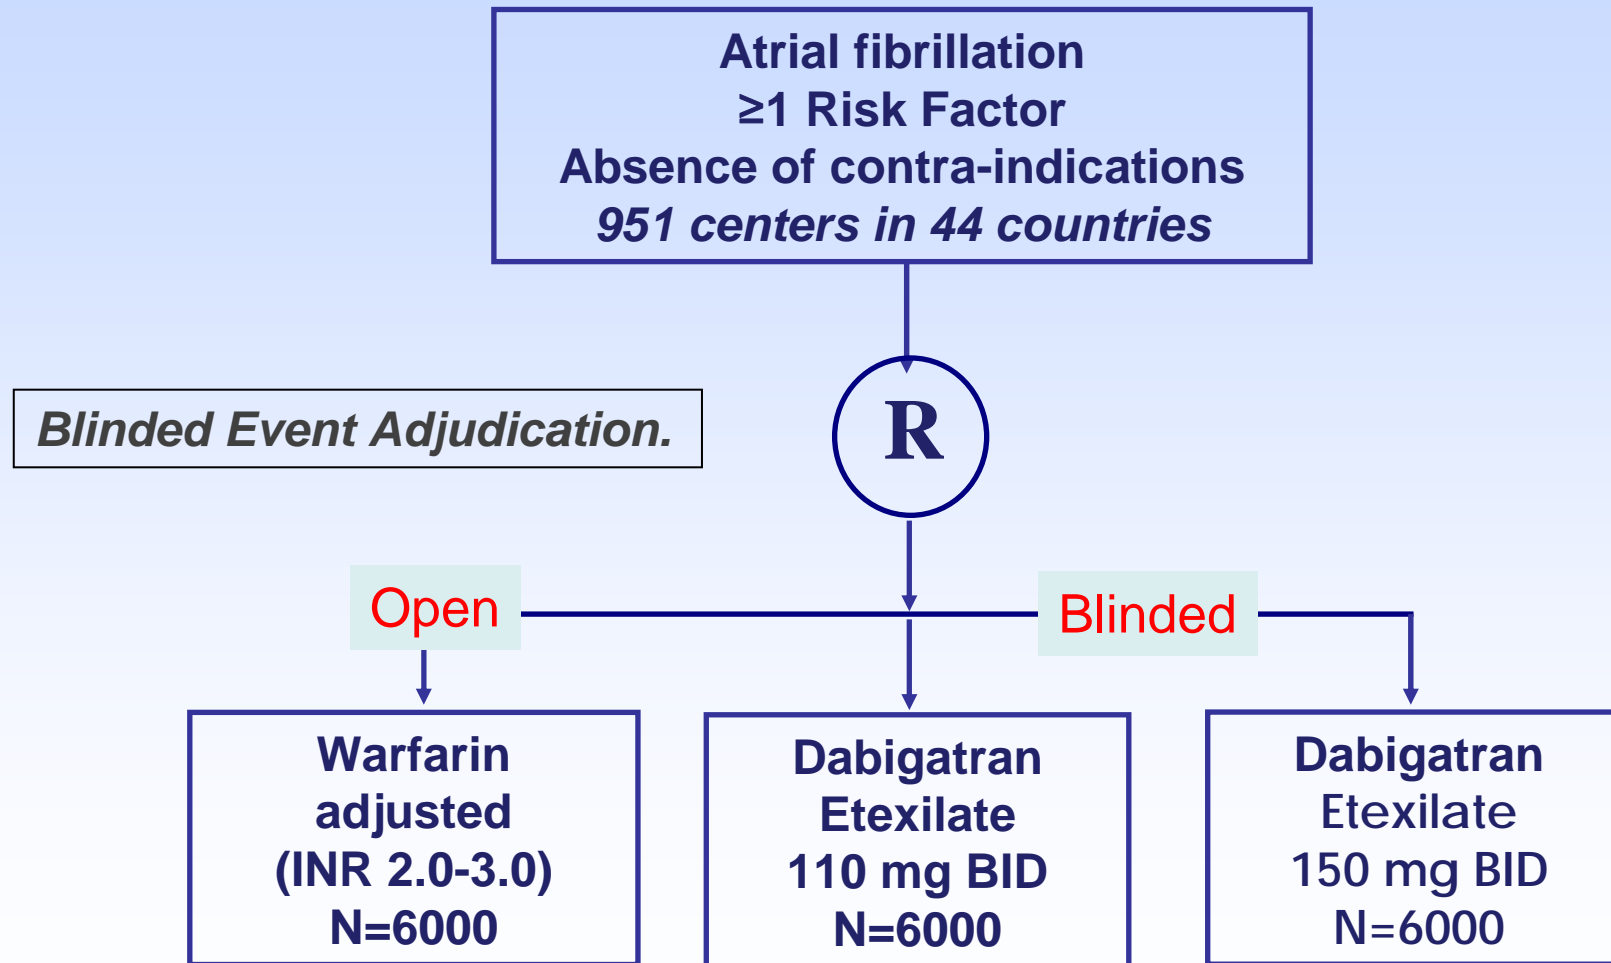 Atrial fibrillation
≥1 Risk Factor
Absence of contra-indications
951 centers in 44 countries
R
Blinded Event Adjudication.
Open
Blinded
Warfarin
adjusted
(INR 2.0-3.0)
N=6000
Dabigatran
Etexilate
110 mg BID
N=6000
Dabigatran
Etexilate
150 mg BID
N=6000